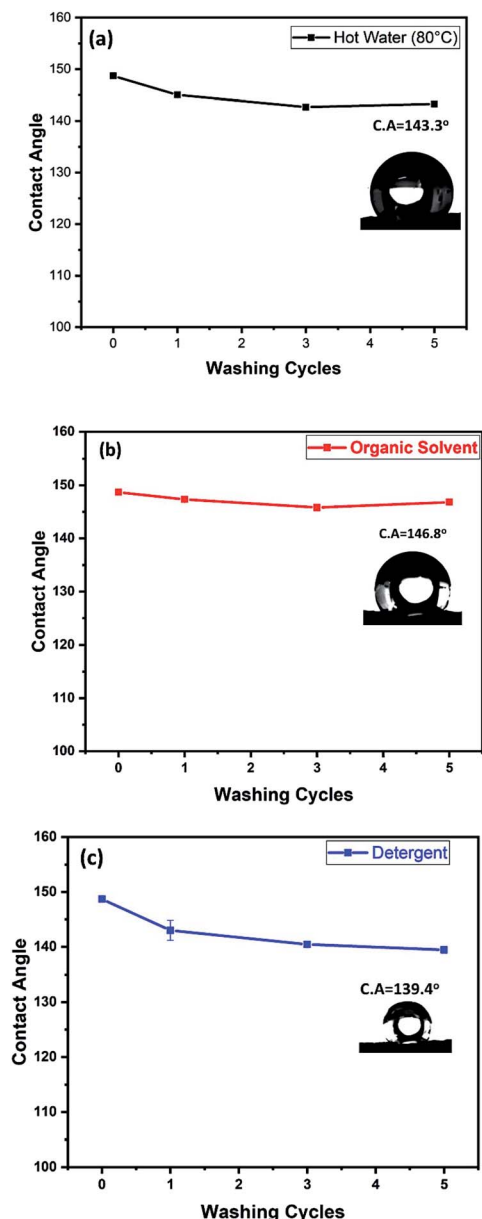 (a)
Hot Water (80°C)
160
150
140
130
120
110
100
Contact Angle
C.A=143.3°
0 1 2 3 4 5
Washing Cycles
(b)
Organic Solvent
160
150
140
130
120
110
100
Contact Angle
C.A=146.8°
0 1 2 3 4 5
Washing Cycles
(c)
Detergent
160
150
140
130
120
110
100
Contact Angle
C.A=139.4°
0 1 2 3 4 5
Washing Cycles